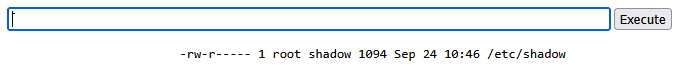 Execute
-rw-r----- 1 root shadow 1094 Sep 24 10:46 /etc/shadow